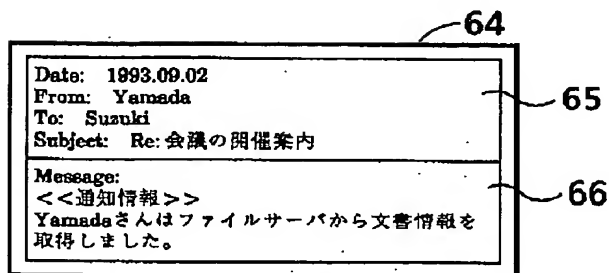 64
65
Date: 1993.09.02
From: Yamada
To: Suzuki
Subject: Re:会議の開催案内
66
Message:
<<通知情報>>
Yamadaさんはファイルサーバから文書情報を
取得しました。